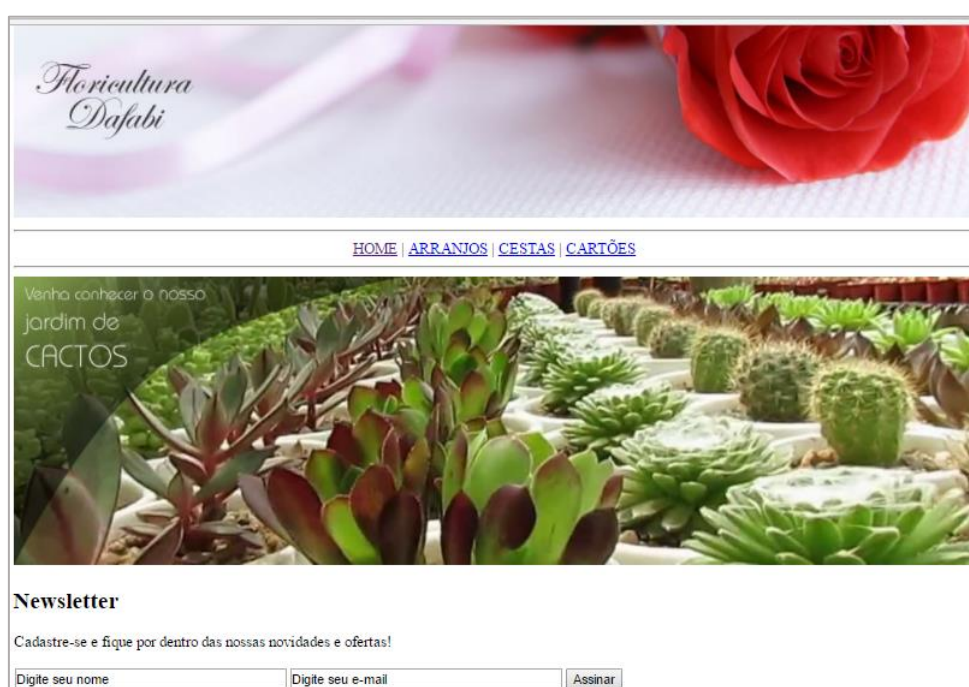 Floricultura
Dafabi
HOME | ARRANJOS | CESTAS | CARTÕES
Venha conhecer o nosso
jardim de
CACTOS
Newsletter
Cadastre-se e fique por dentro das nossas novidades e ofertas!
Digite seu nome Digite seu e-mail Assinar